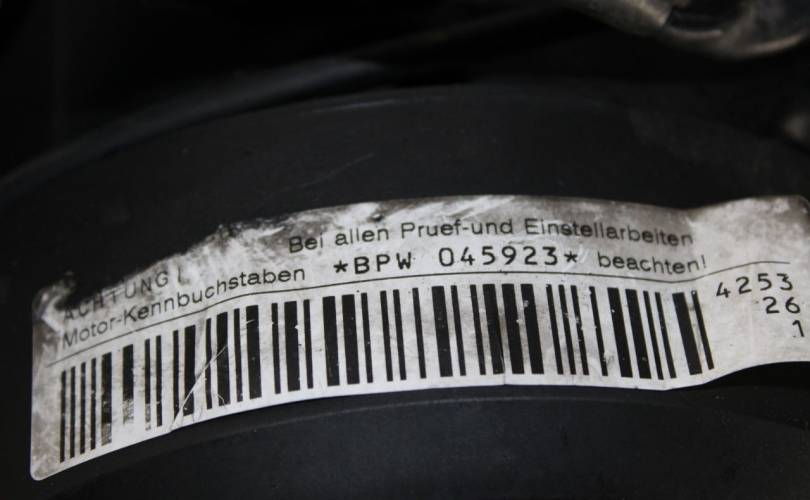 ACHTUNG! Bei allen Pruef-und Einstellarbeiten
Motor-Kennbuchstaben *BPW 045923* beachten!
4253
26
1